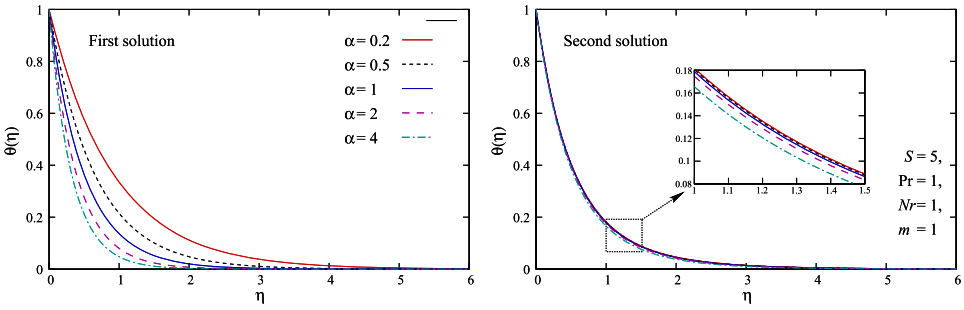 First solution
α = 0.2
α = 0.5
α = 1
α = 2
α = 4
1
0.8
0.6
0.4
0.2
0
θ(η)
0 1 2 3 4 5 6
η
Second solution
0.18
0.16
0.14
0.12
0.1
0.08
1.1 1.2 1.3 1.4 1.5
S = 5,
Pr = 1,
Nr = 1,
m = 1
1
0.8
0.6
0.4
0.2
0
θ(η)
0 1 2 3 4 5 6
η